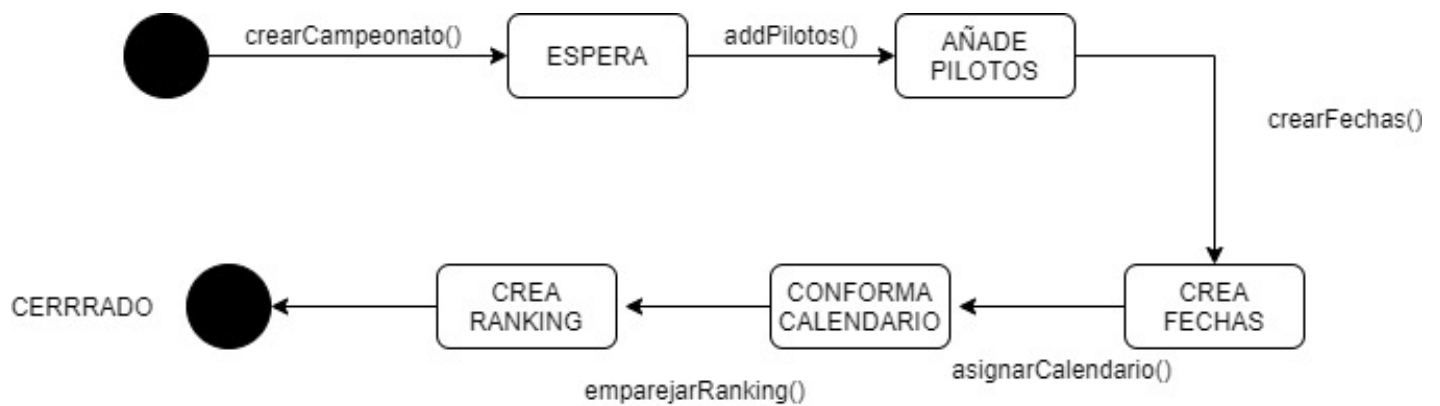 crearCampeonato()
ESPERA
addPilotos()
AÑADE
PILOTOS
crearFechas()
CREA
FECHAS
asignarCalendario()
CONFORMA
CALENDARIO
emparejarRanking()
CREA
RANKING
CERRRADO